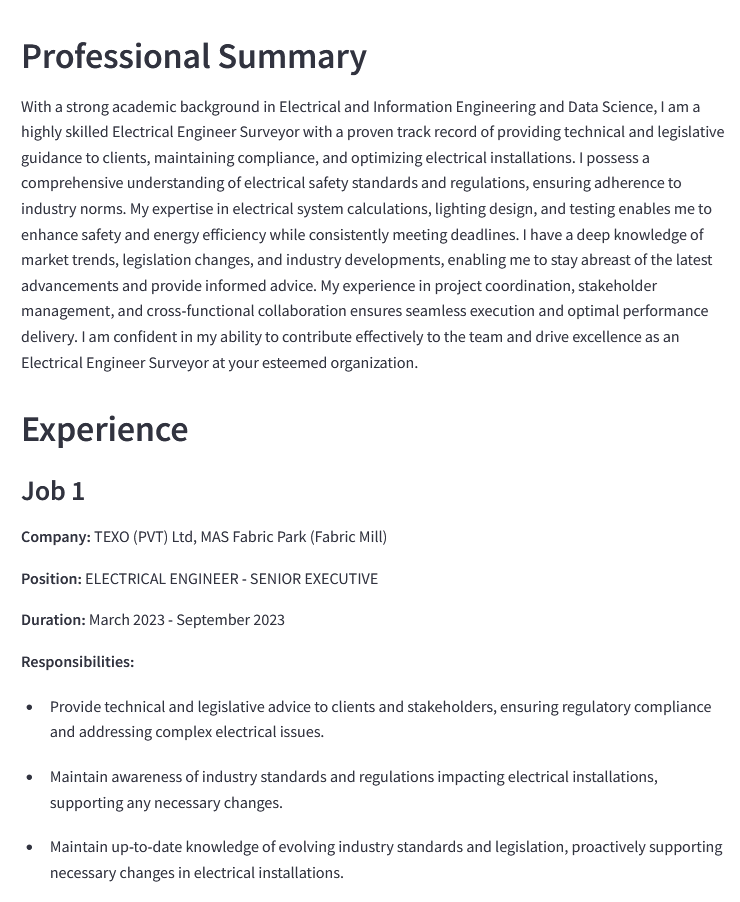 Professional Summary
With a strong academic background in Electrical and Information Engineering and Data Science, I am a
highly skilled Electrical Engineer Surveyor with a proven track record of providing technical and legislative
guidance to clients, maintaining compliance, and optimizing electrical installations. I possess a
comprehensive understanding of electrical safety standards and regulations, ensuring adherence to
industry norms. My expertise in electrical system calculations, lighting design, and testing enables me to
enhance safety and energy efficiency while consistently meeting deadlines. I have a deep knowledge of
market trends, legislation changes, and industry developments, enabling me to stay abreast of the latest
advancements and provide informed advice. My experience in project coordination, stakeholder
management, and cross-functional collaboration ensures seamless execution and optimal performance
delivery. I am confident in my ability to contribute effectively to the team and drive excellence as an
Electrical Engineer Surveyor at your esteemed organization.
Experience
Job 1
Company: TEXO (PVT) Ltd, MAS Fabric Park (Fabric Mill)
Position: ELECTRICAL ENGINEER - SENIOR EXECUTIVE
Duration: March 2023 - September 2023
Responsibilities:
• Provide technical and legislative advice to clients and stakeholders, ensuring regulatory compliance
and addressing complex electrical issues.
• Maintain awareness of industry standards and regulations impacting electrical installations,
supporting any necessary changes.
• Maintain up-to-date knowledge of evolving industry standards and legislation, proactively supporting
necessary changes in electrical installations.